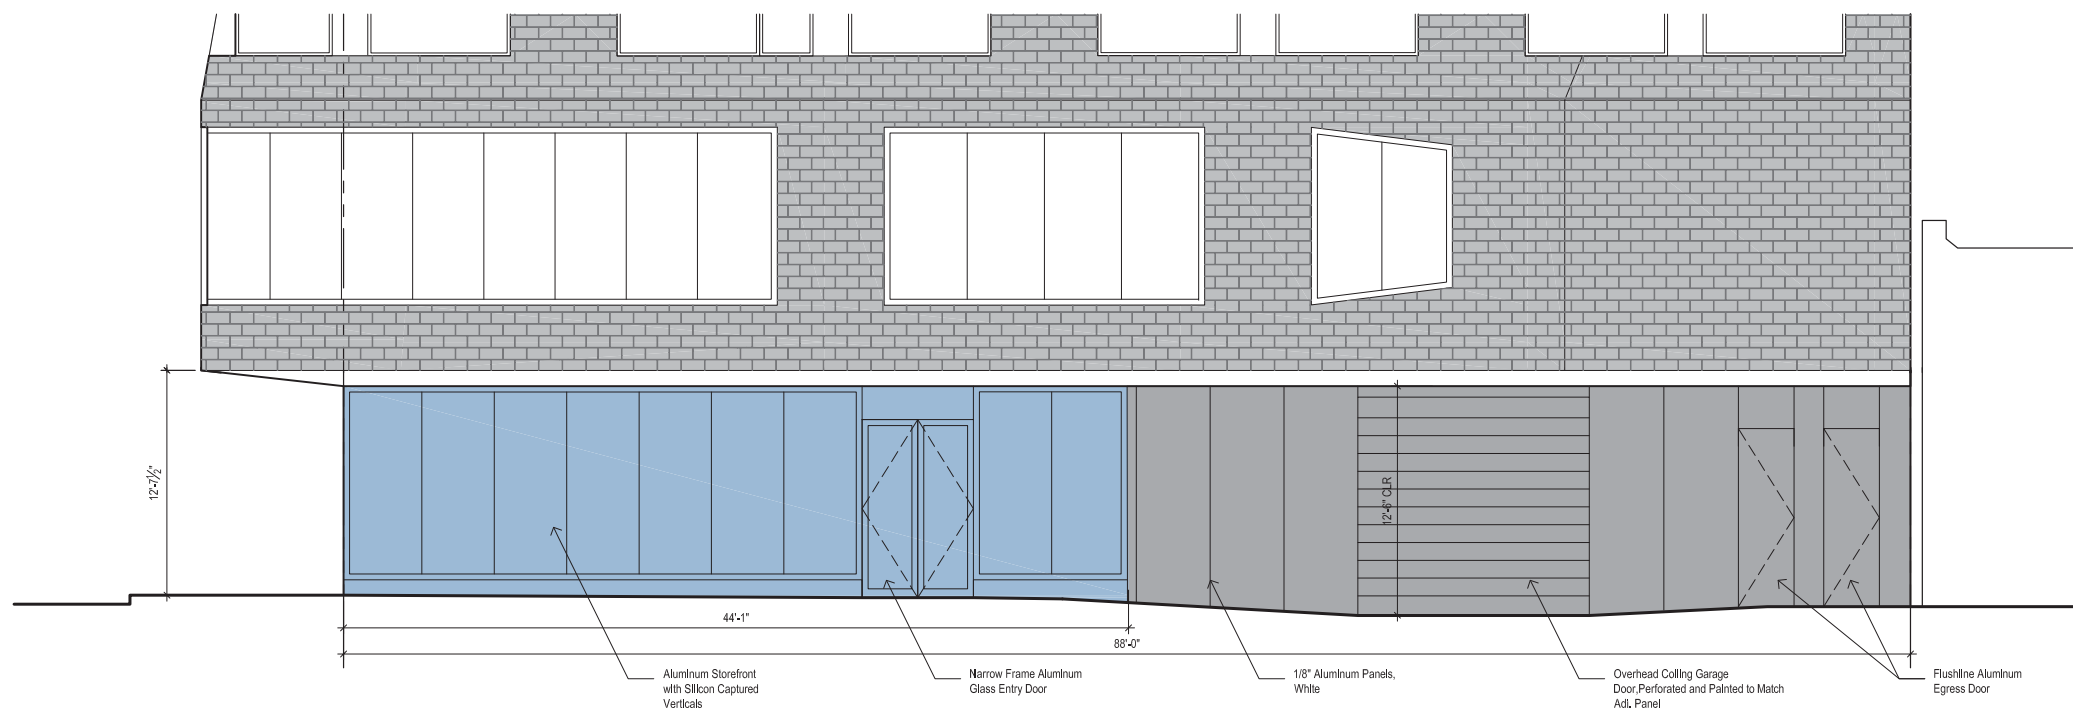 12'-7½"
12'-6" CLR
44'-1"
88'-0"
Aluminum Storefront
with Silicon Captured
Verticals
Narrow Frame Aluminum
Glass Entry Door
1/8" Aluminum Panels,
White
Overhead Coiling Garage
Door,Perforated and Painted to Match
Adj. Panel
Flushline Aluminum
Egress Door